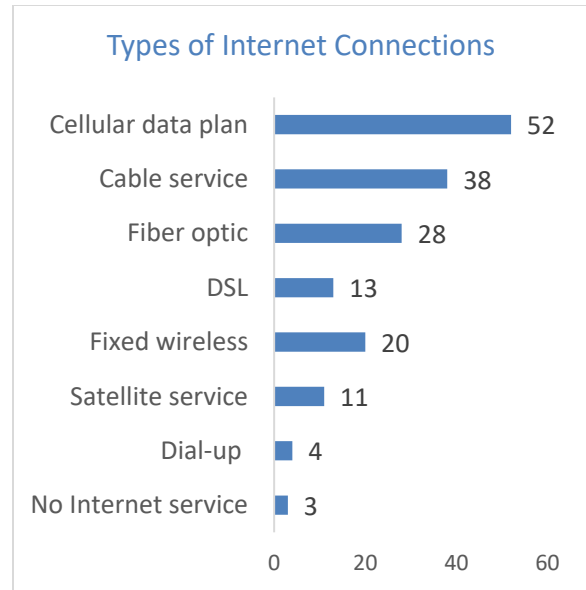 Types of Internet Connections
Cellular data plan 52
Cable service 38
Fiber optic 28
DSL 13
Fixed wireless 20
Satellite service 11
Dial-up 4
No Internet service 3
0 20 40 60